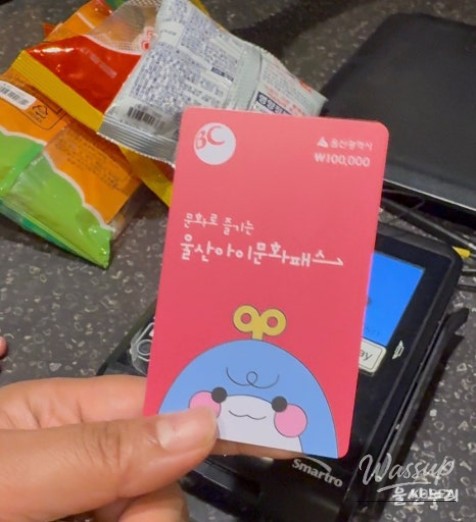 BC
울산광역시
₩100,000
문화로 즐기는
울산아이문화패스
ay
Smartro
Wassup
울산부리